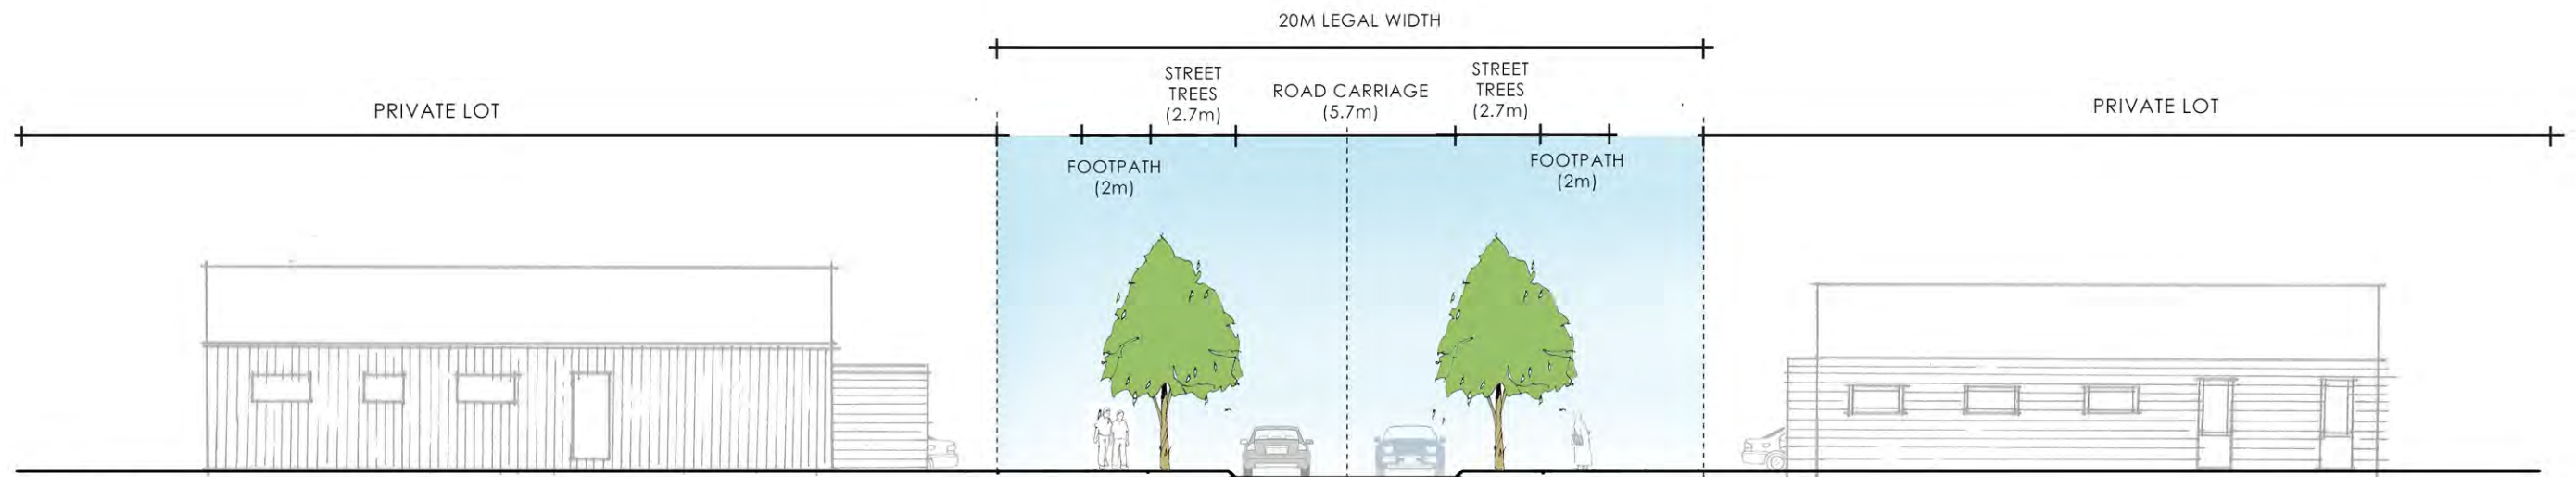 20M LEGAL WIDTH
STREET
TREES
(2.7m)
ROAD CARRIAGE
(5.7m)
STREET
TREES
(2.7m)
PRIVATE LOT
PRIVATE LOT
FOOTPATH
(2m)
FOOTPATH
(2m)